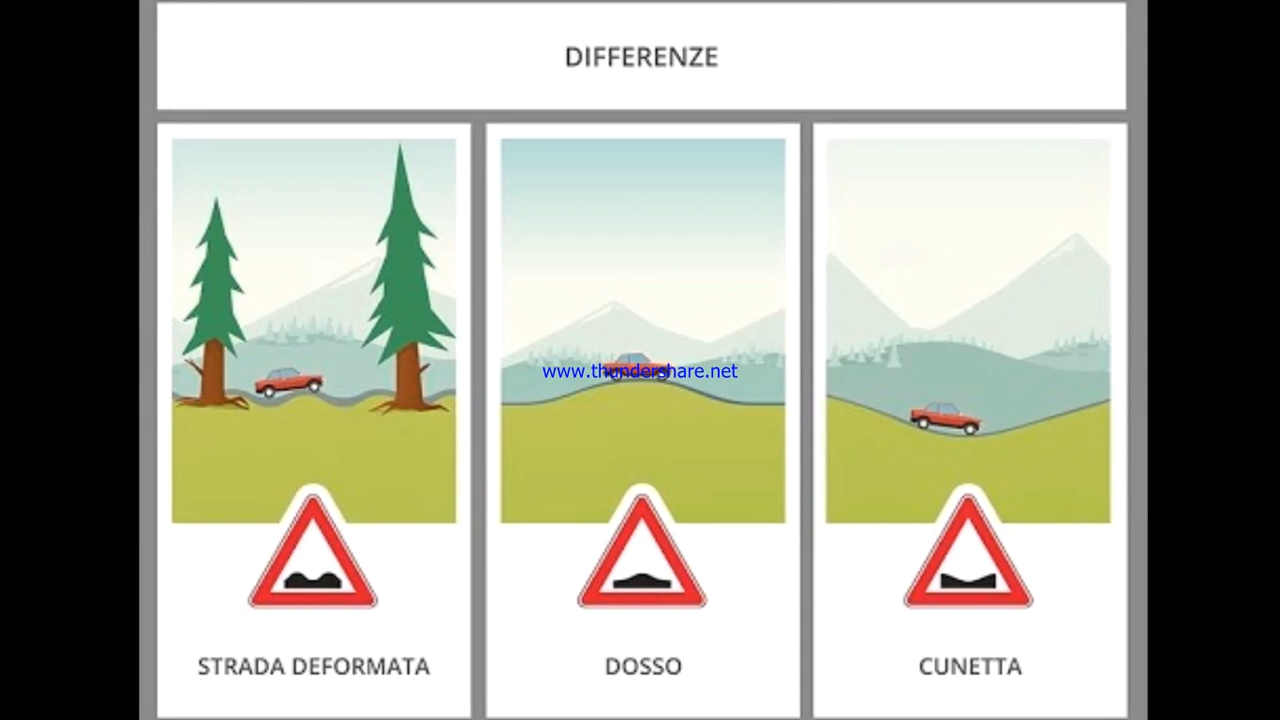 DIFFERENZE
www.thundershare.net
STRADA DEFORMATA
DOSSO
CUNETTA